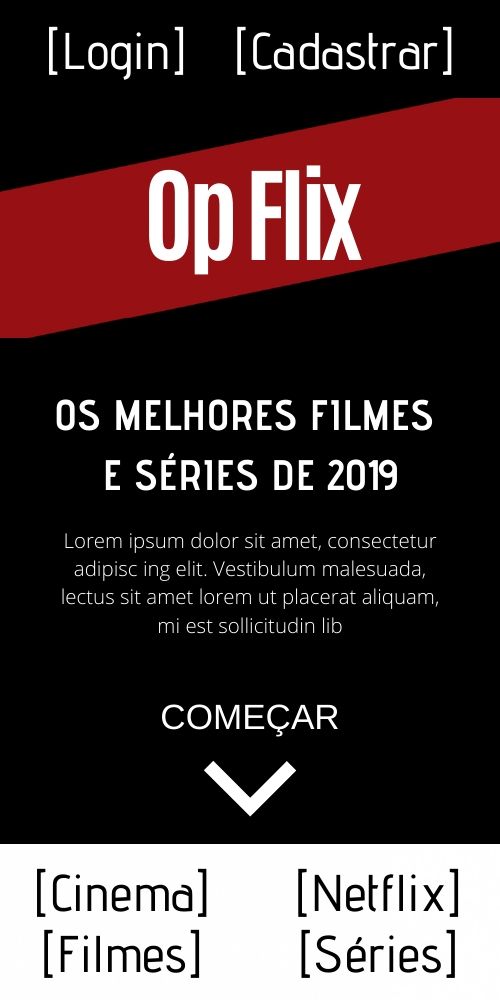 [Login] [Cadastrar]
Op Flix
OS MELHORES FILMES
E SÉRIES DE 2019
Lorem ipsum dolor sit amet, consectetur
adipisc ing elit. Vestibulum malesuada,
lectus sit amet lorem ut placerat aliquam,
mi est sollicitudin lib
COMEÇAR
[Cinema] [Netflix]
[Filmes] [Séries]